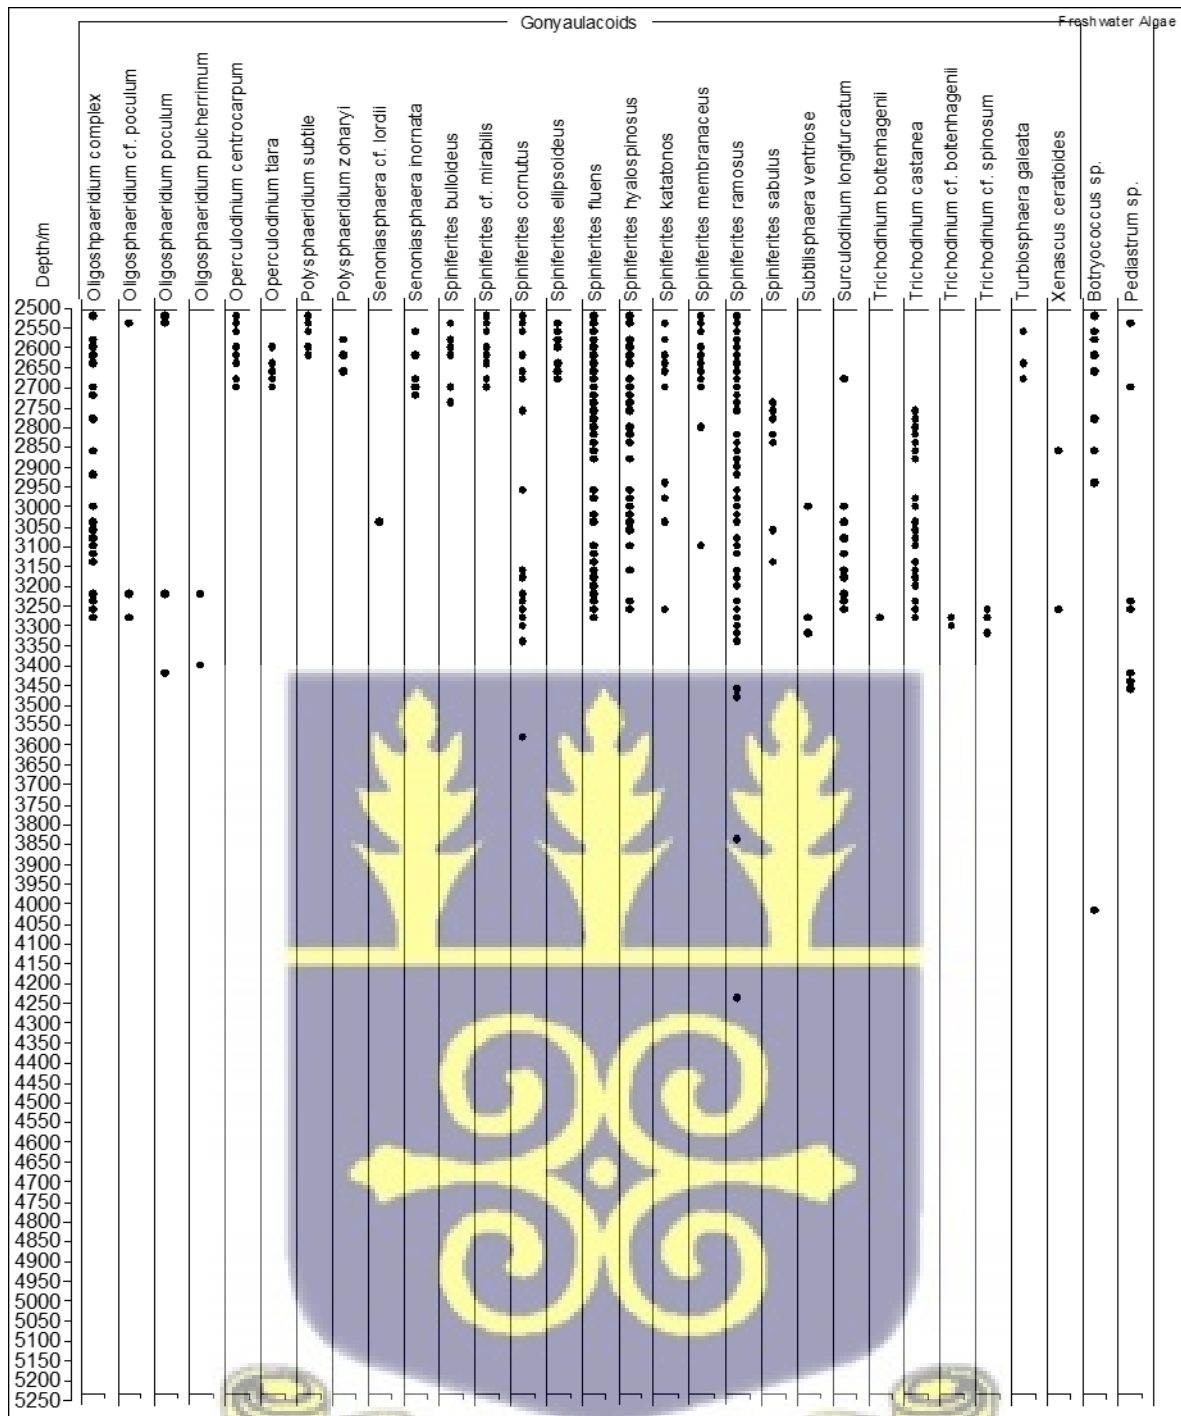 Gonyaulacoids
Freshwater Algae
Depth/m
Oligoshpaeridium complex
Oligosphaeridium cf. poculum
Oligosphaeridium poculum
Oligosphaeridium pulcherrimum
Operculodinium centrocarpum
Operculodinium tiara
Polysphaeridium subtile
Polysphaeridium zoharyi
Senoniasphaera cf. lordii
Senoniasphaera inornata
Spiniferites bulloideus
Spiniferites cf. mirabilis
Spiniferites cornutus
Spiniferites ellipsoideus
Spiniferites fluens
Spiniferites hyalospinosus
Spiniferites katatonos
Spiniferites membranaceus
Spiniferites ramosus
Spiniferites sabulus
Subtilisphaera ventriose
Surculodinium longifurcatum
Trichodinium boltenhagenii
Trichodinium castanea
Trichodinium cf. boltenhagenii
Trichodinium cf. spinosum
Turbiosphaera galeata
Xenascus ceratioides
Botryococcus sp.
Pediastrum sp.
2500
2550
2600
2650
2700
2750
2800
2850
2900
2950
3000
3050
3100
3150
3200
3250
3300
3350
3400
3450
3500
3550
3600
3650
3700
3750
3800
3850
3900
3950
4000
4050
4100
4150
4200
4250
4300
4350
4400
4450
4500
4550
4600
4650
4700
4750
4800
4850
4900
4950
5000
5050
5100
5150
5200
5250